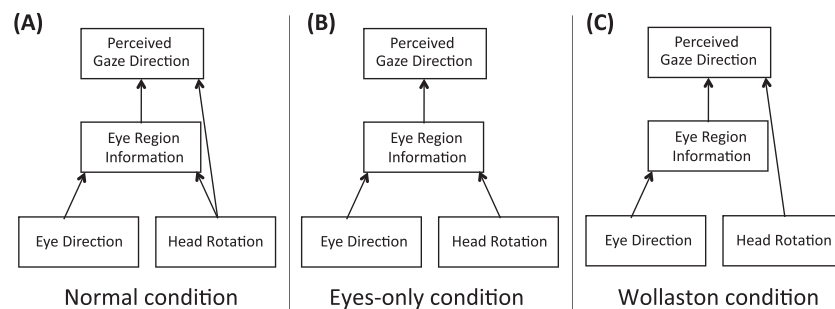 (A)
Perceived
Gaze Direction
Eye Region
Information
Eye Direction
Head Rotation
Normal condition
(B)
Perceived
Gaze Direction
Eye Region
Information
Eye Direction
Head Rotation
Eyes-only condition
(C)
Perceived
Gaze Direction
Eye Region
Information
Eye Direction
Head Rotation
Wollaston condition